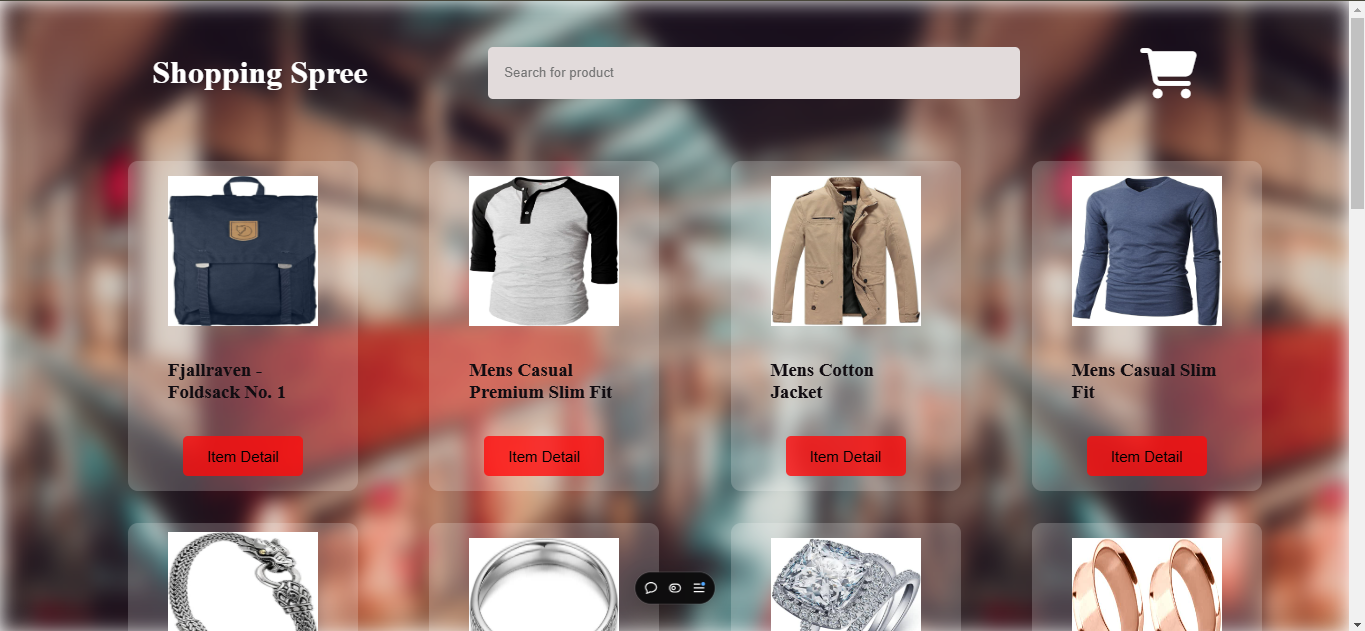 Shopping Spree
Search for product
Fjallraven -
Foldsack No. 1
Mens Casual
Premium Slim Fit
Mens Cotton
Jacket
Mens Casual Slim
Fit
Item Detail
Item Detail
Item Detail
Item Detail